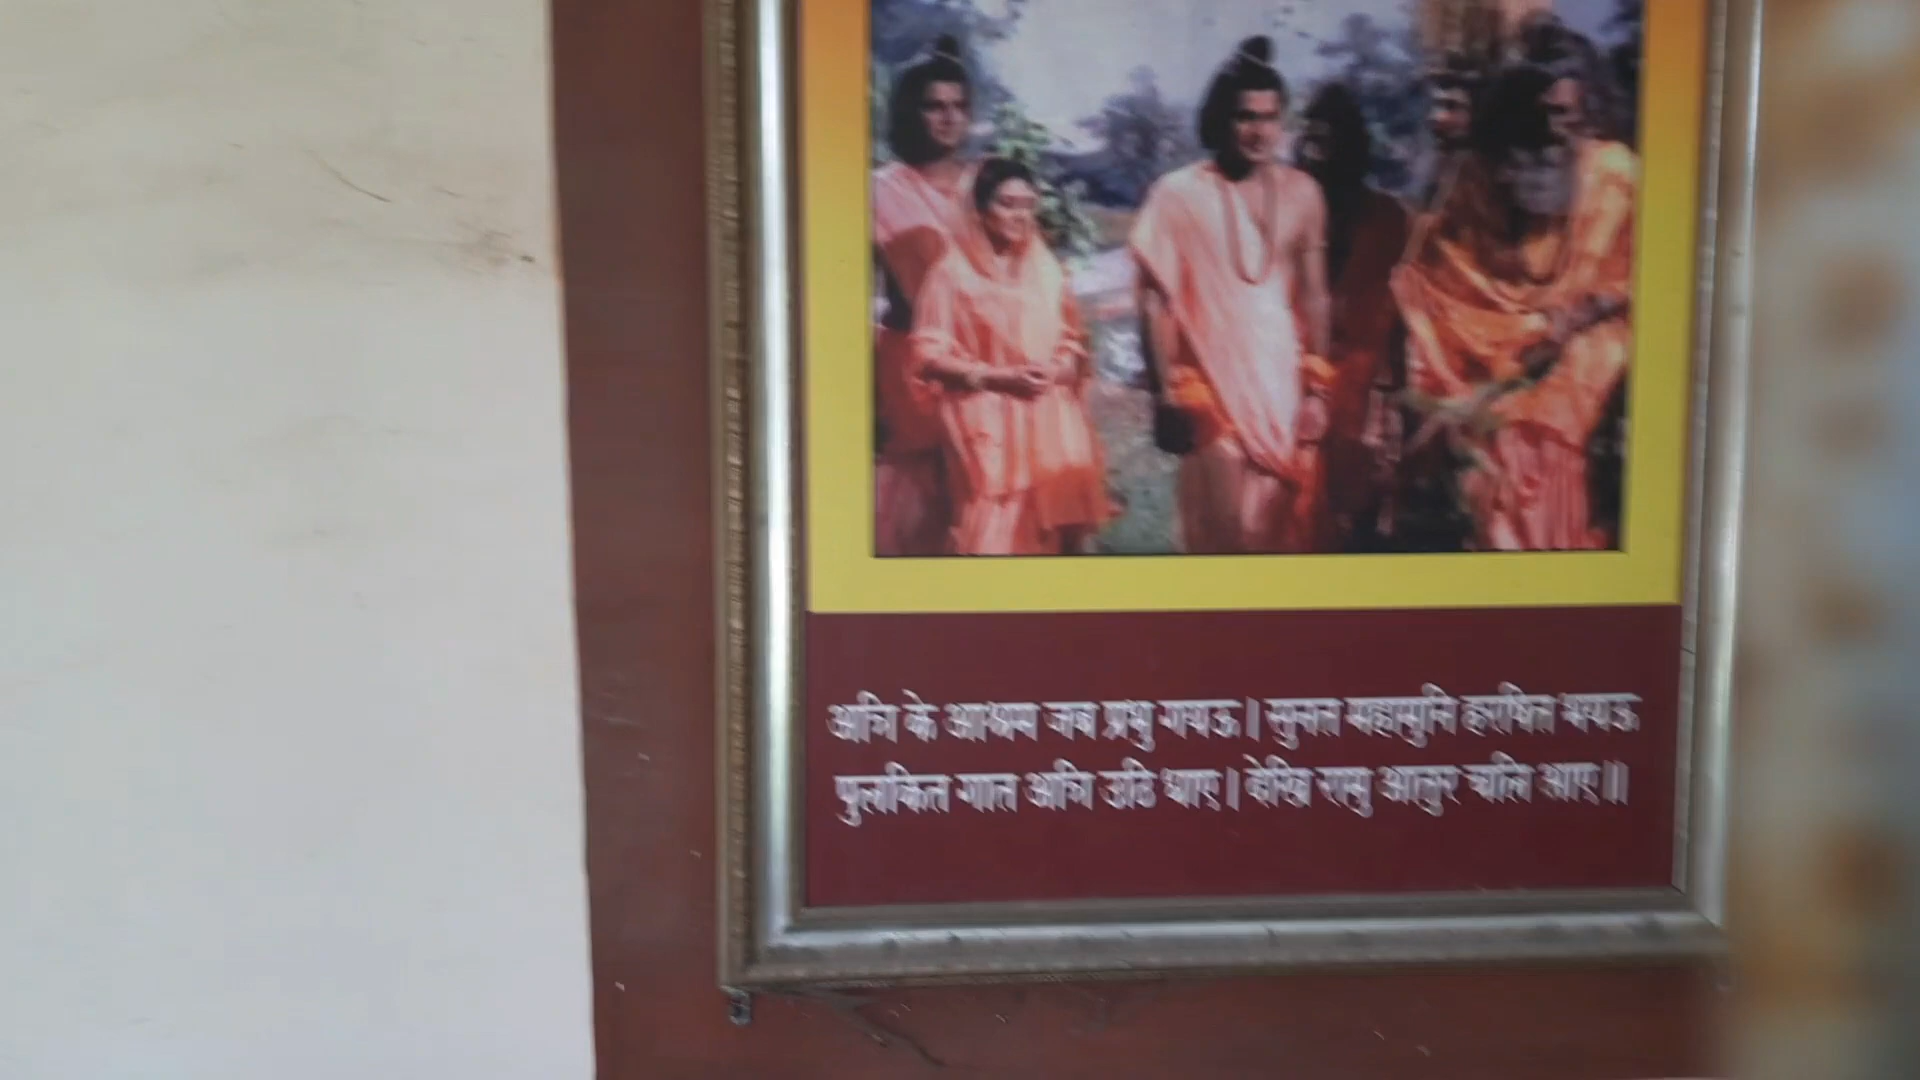 अत्रि के आश्रम जब प्रभु गयऊ। सुनत महामुनि हरषित भयऊ
पुलकित गात अत्रि उठि धाए। देखि रामु आतुर चलि आए॥